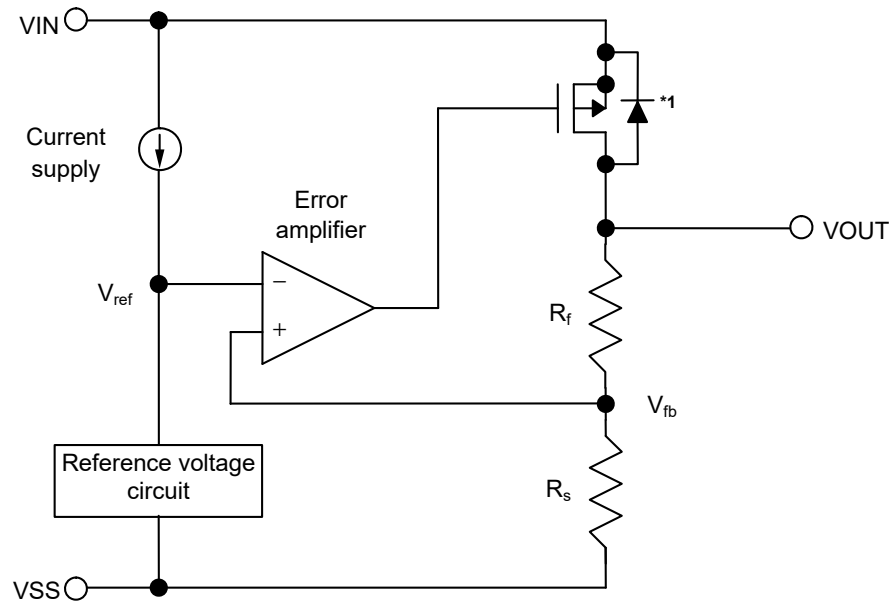 VIN
*1
Current
supply
Error
amplifier
VOUT
Vref
−
+
Rf
Vfb
Reference voltage
circuit
Rs
VSS